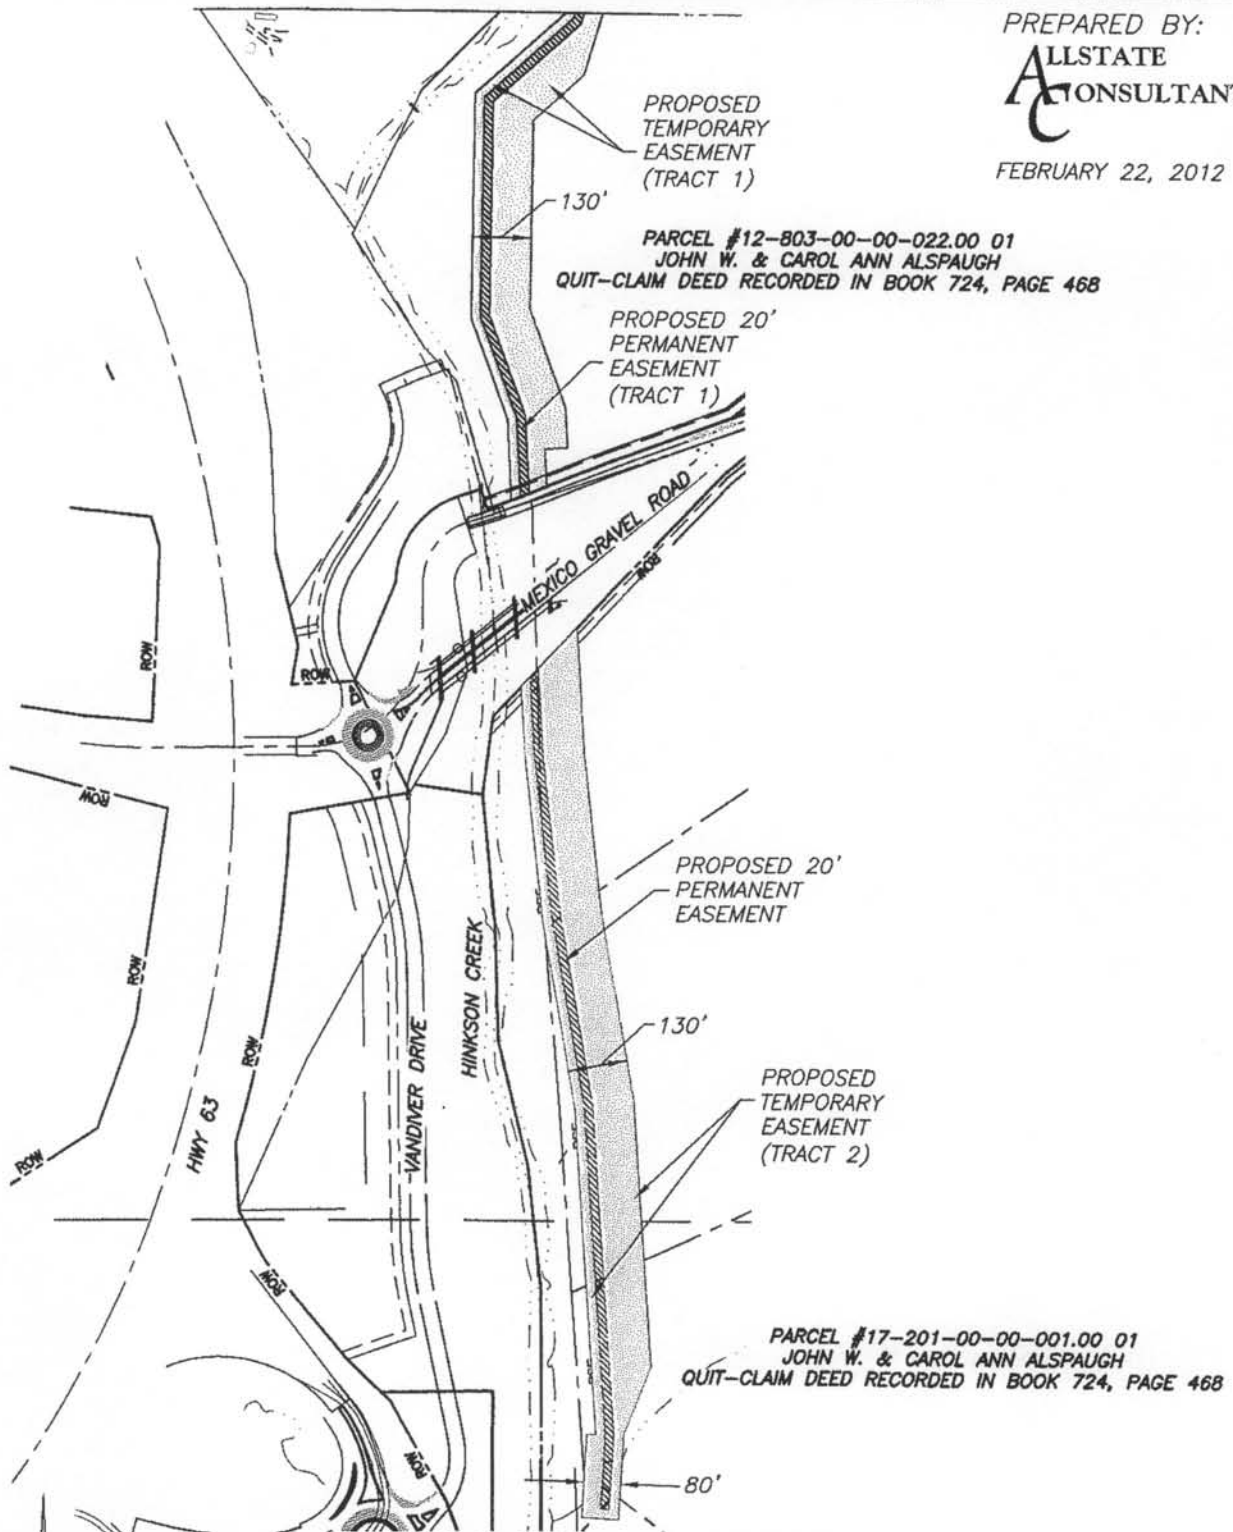 PREPARED BY:
ALLSTATE
CONSULTANT
FEBRUARY 22, 2012
PROPOSED
TEMPORARY
EASEMENT
(TRACT 1)
130'
PARCEL #12-803-00-00-022.00 01
JOHN W. & CAROL ANN ALSPAUGH
QUIT-CLAIM DEED RECORDED IN BOOK 724, PAGE 468
PROPOSED 20'
PERMANENT
EASEMENT
(TRACT 1)
MEXICO GRAVEL ROAD
ROW
ROW
ROW
ROW
PROPOSED 20'
PERMANENT
EASEMENT
ROW
HINKSON CREEK
VANDIVER DRIVE
ROW
130'
PROPOSED
TEMPORARY
EASEMENT
(TRACT 2)
HWY 63
ROW
ROW
PARCEL #17-201-00-00-001.00 01
JOHN W. & CAROL ANN ALSPAUGH
QUIT-CLAIM DEED RECORDED IN BOOK 724, PAGE 468
ROW
80'